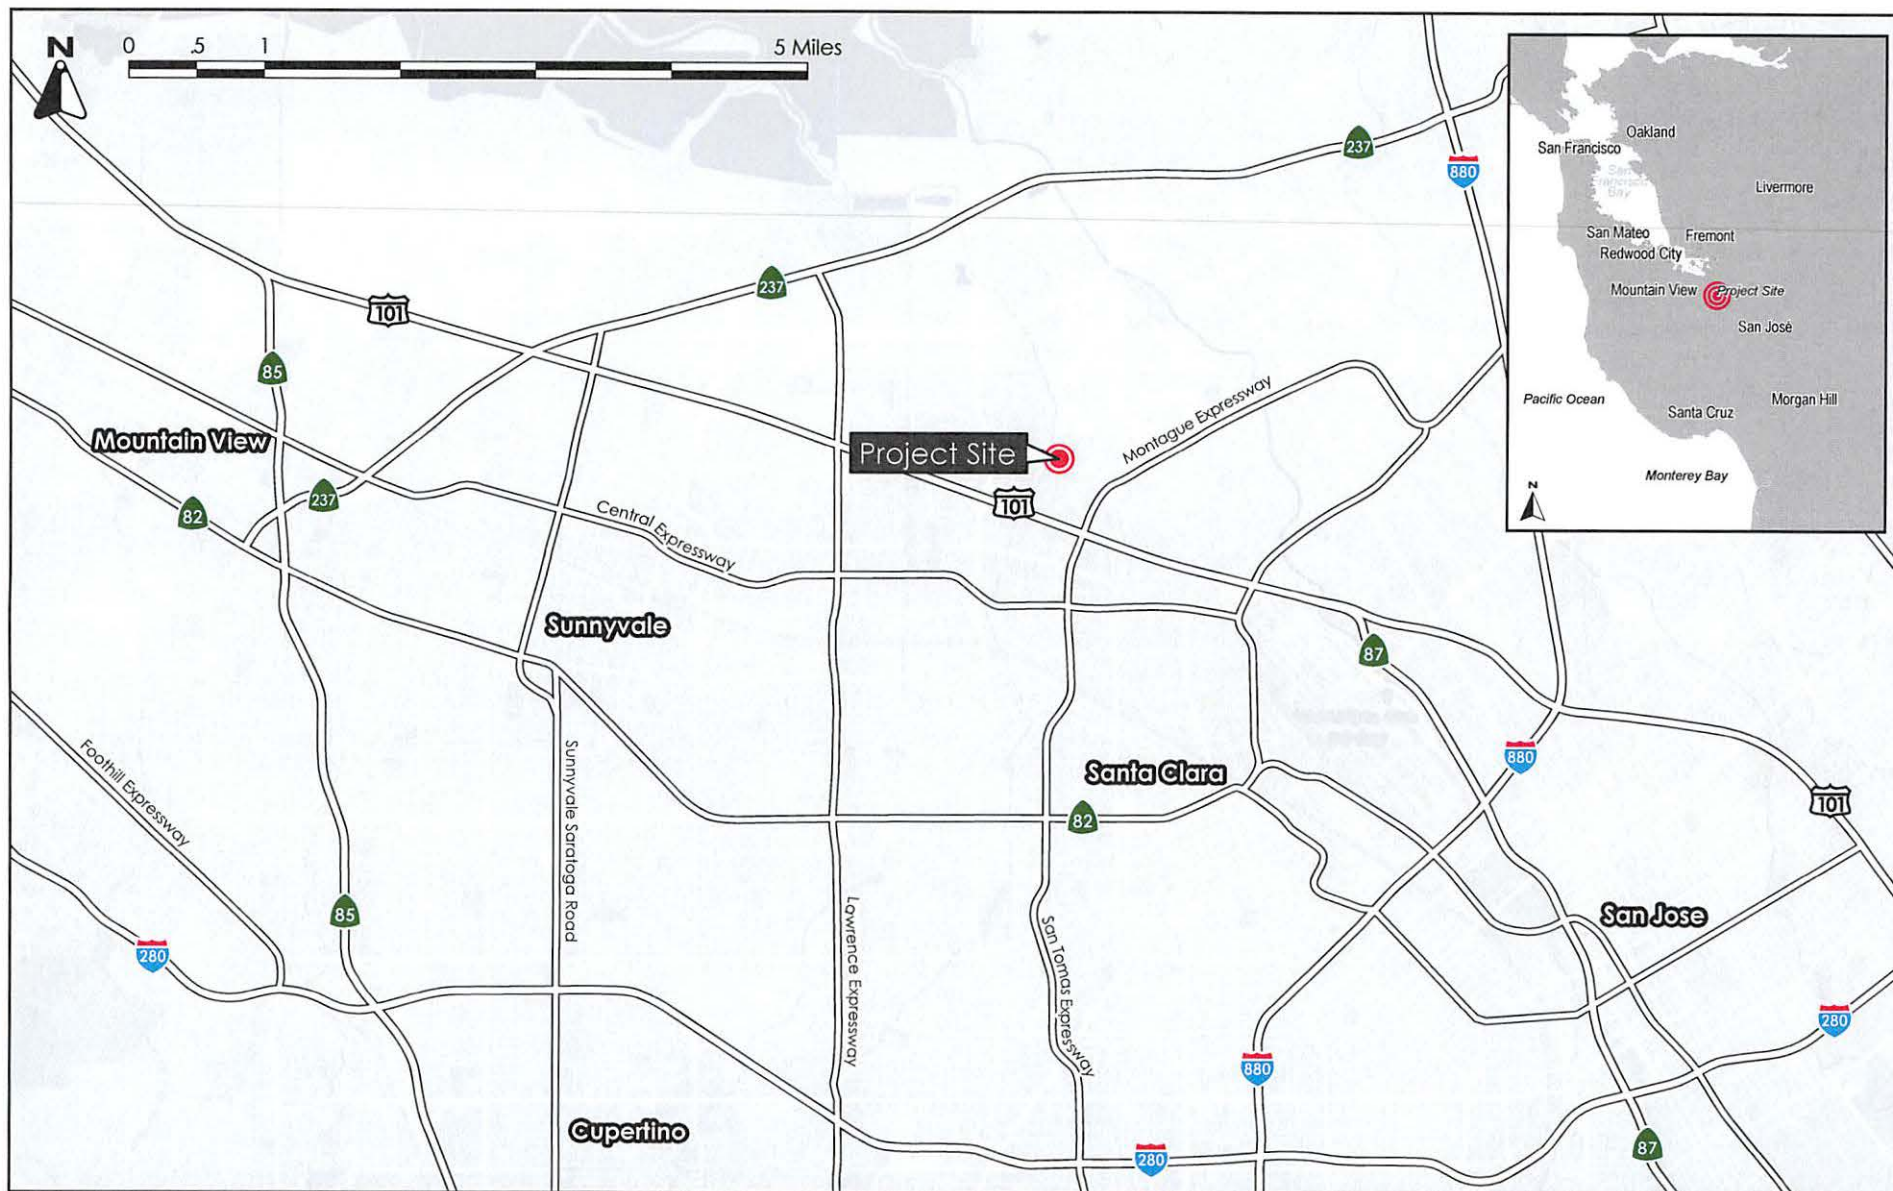 N
0 .5 1 5 Miles
237
880
Oakland
San Francisco
San Francisco Bay
Livermore
San Mateo
Fremont
Redwood City
Mountain View
Project Site
San José
Pacific Ocean
Santa Cruz
Morgan Hill
Monterey Bay
N
237
101
85
Mountain View
Montague Expressway
Project Site
237
82
101
Central Expressway
Sunnyvale
87
Foothill Expressway
Sunnyvale Saratoga Road
Santa Clara
880
82
101
85
San Jose
280
Lawrence Expressway
San Tomas Expressway
280
880
Cupertino
280
87